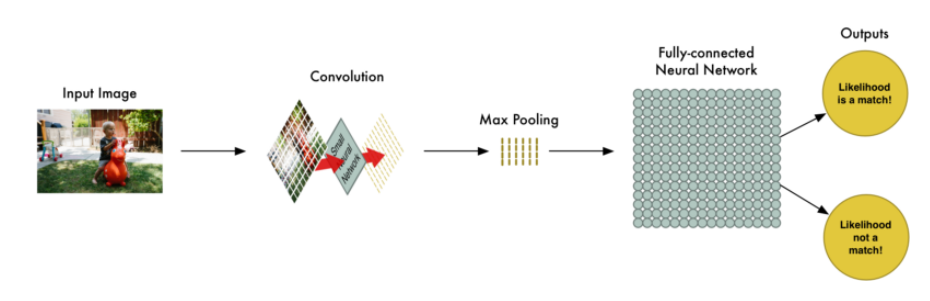 Input Image
Convolution
Small
Neural
Network
Max Pooling
Fully-connected
Neural Network
Outputs
Likelihood
is a match!
Likelihood
not a
match!